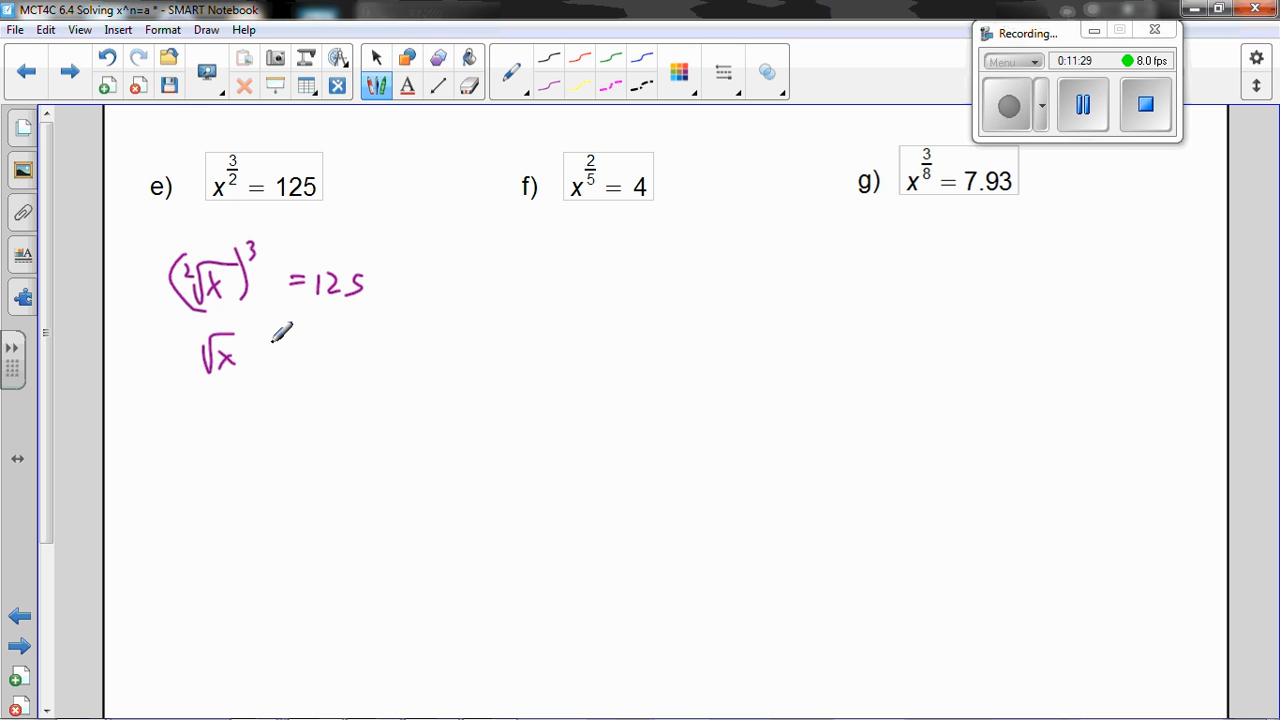 MCT4C 6.4 Solving x^n=a * - SMART Notebook
File Edit View Insert Format Draw Help
Recording...
Menu 0:11:29 8.0 fps
e) x^{3/2} = 125 f) x^{2/5} = 4 g) x^{3/8} = 7.93
(²√x)³ = 125
√x